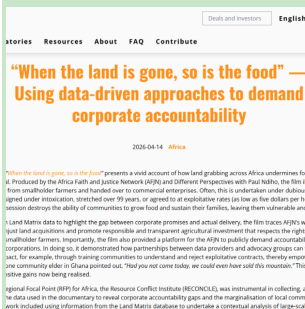 Deals and investors English
atories Resources About FAQ Contribute
“When the land is gone, so is the food” —
Using data-driven approaches to demand
corporate accountability
2026-04-14 Africa
“When the land is gone, so is the food” presents a vivid account of how land grabbing across Africa undermines fo
al. Produced by the Africa Faith and Justice Network (AFJN) and Different Perspectives with Paul Ndiho, the film i
from smallholder farmers and handed over to commercial enterprises. Often, this is undertaken under dubiou
igned under intoxication, stretched over 99 years, or agreed to at exploitative rates (as low as five dollars per h
session destroys the ability of communities to grow food and sustain their families, leaving them vulnerable anc
Land Matrix data to highlight the gap between corporate promises and actual delivery, the film traces AFJN’s w
just land acquisitions and promote responsible and transparent agricultural investment that respects the right
mallholder farmers. Importantly, the film also provided a platform for the AFJN to publicly demand accountabil
corporations. In doing so, it demonstrated how partnerships between data providers and advocacy groups can
pact, for example, through training communities to understand and reject exploitative contracts, thereby empov
one community elder in Ghana pointed out, “Had you not come today, we could even have sold this mountain.” This
ositive gains now being realised.
egional Focal Point (RFP) for Africa, the Resource Conflict Institute (RECONCILE), was instrumental in collecting, a
he data used in the documentary to reveal corporate accountability gaps and the marginalisation of local comm
work included using information from the Land Matrix database to undertake a contextual analysis of large-scal